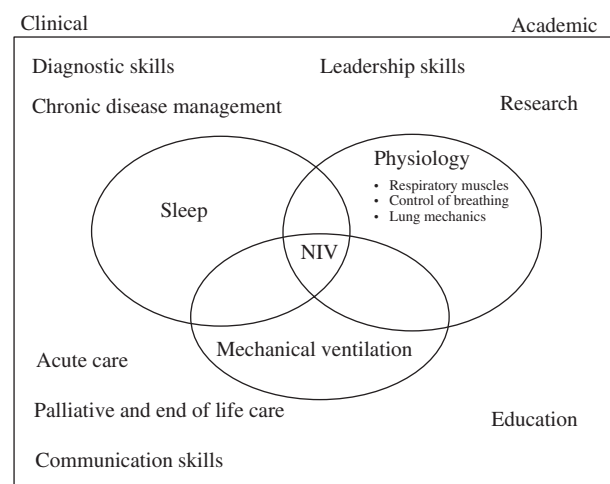 Clinical
Academic
Diagnostic skills
Leadership skills
Chronic disease management
Research
Physiology
• Respiratory muscles
• Control of breathing
• Lung mechanics
Sleep
NIV
Mechanical ventilation
Acute care
Palliative and end of life care
Education
Communication skills